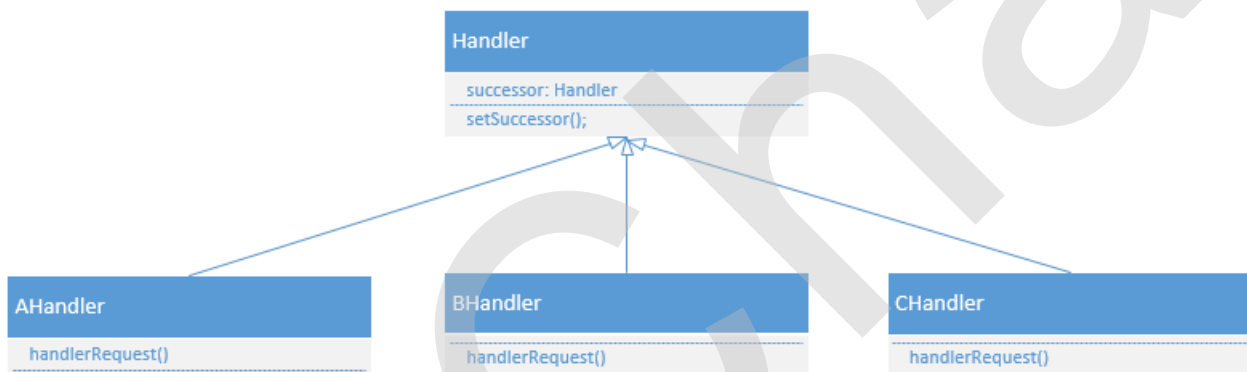 Handler
successor: Handler
setSuccessor();
AHandler
BHandler
CHandler
handlerRequest()
handlerRequest()
handlerRequest()